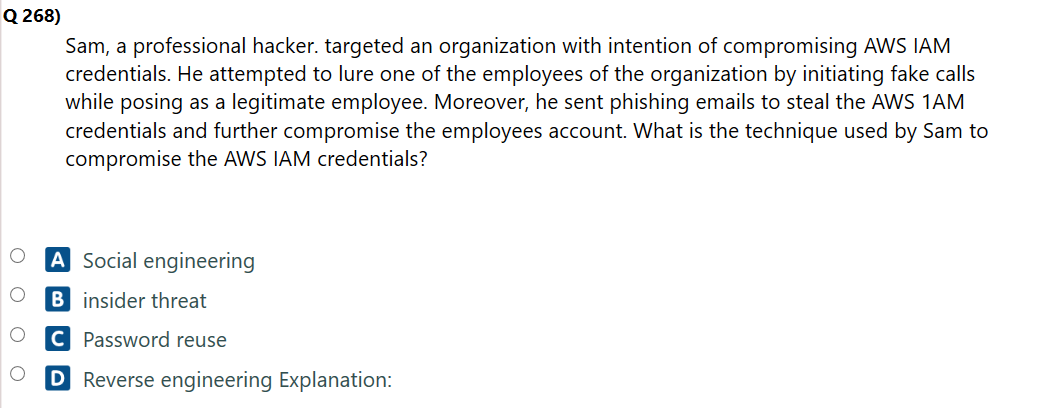 Q 268)
Sam, a professional hacker. targeted an organization with intention of compromising AWS IAM
credentials. He attempted to lure one of the employees of the organization by initiating fake calls
while posing as a legitimate employee. Moreover, he sent phishing emails to steal the AWS 1AM
credentials and further compromise the employees account. What is the technique used by Sam to
compromise the AWS IAM credentials?
A Social engineering
B insider threat
C Password reuse
D Reverse engineering Explanation: